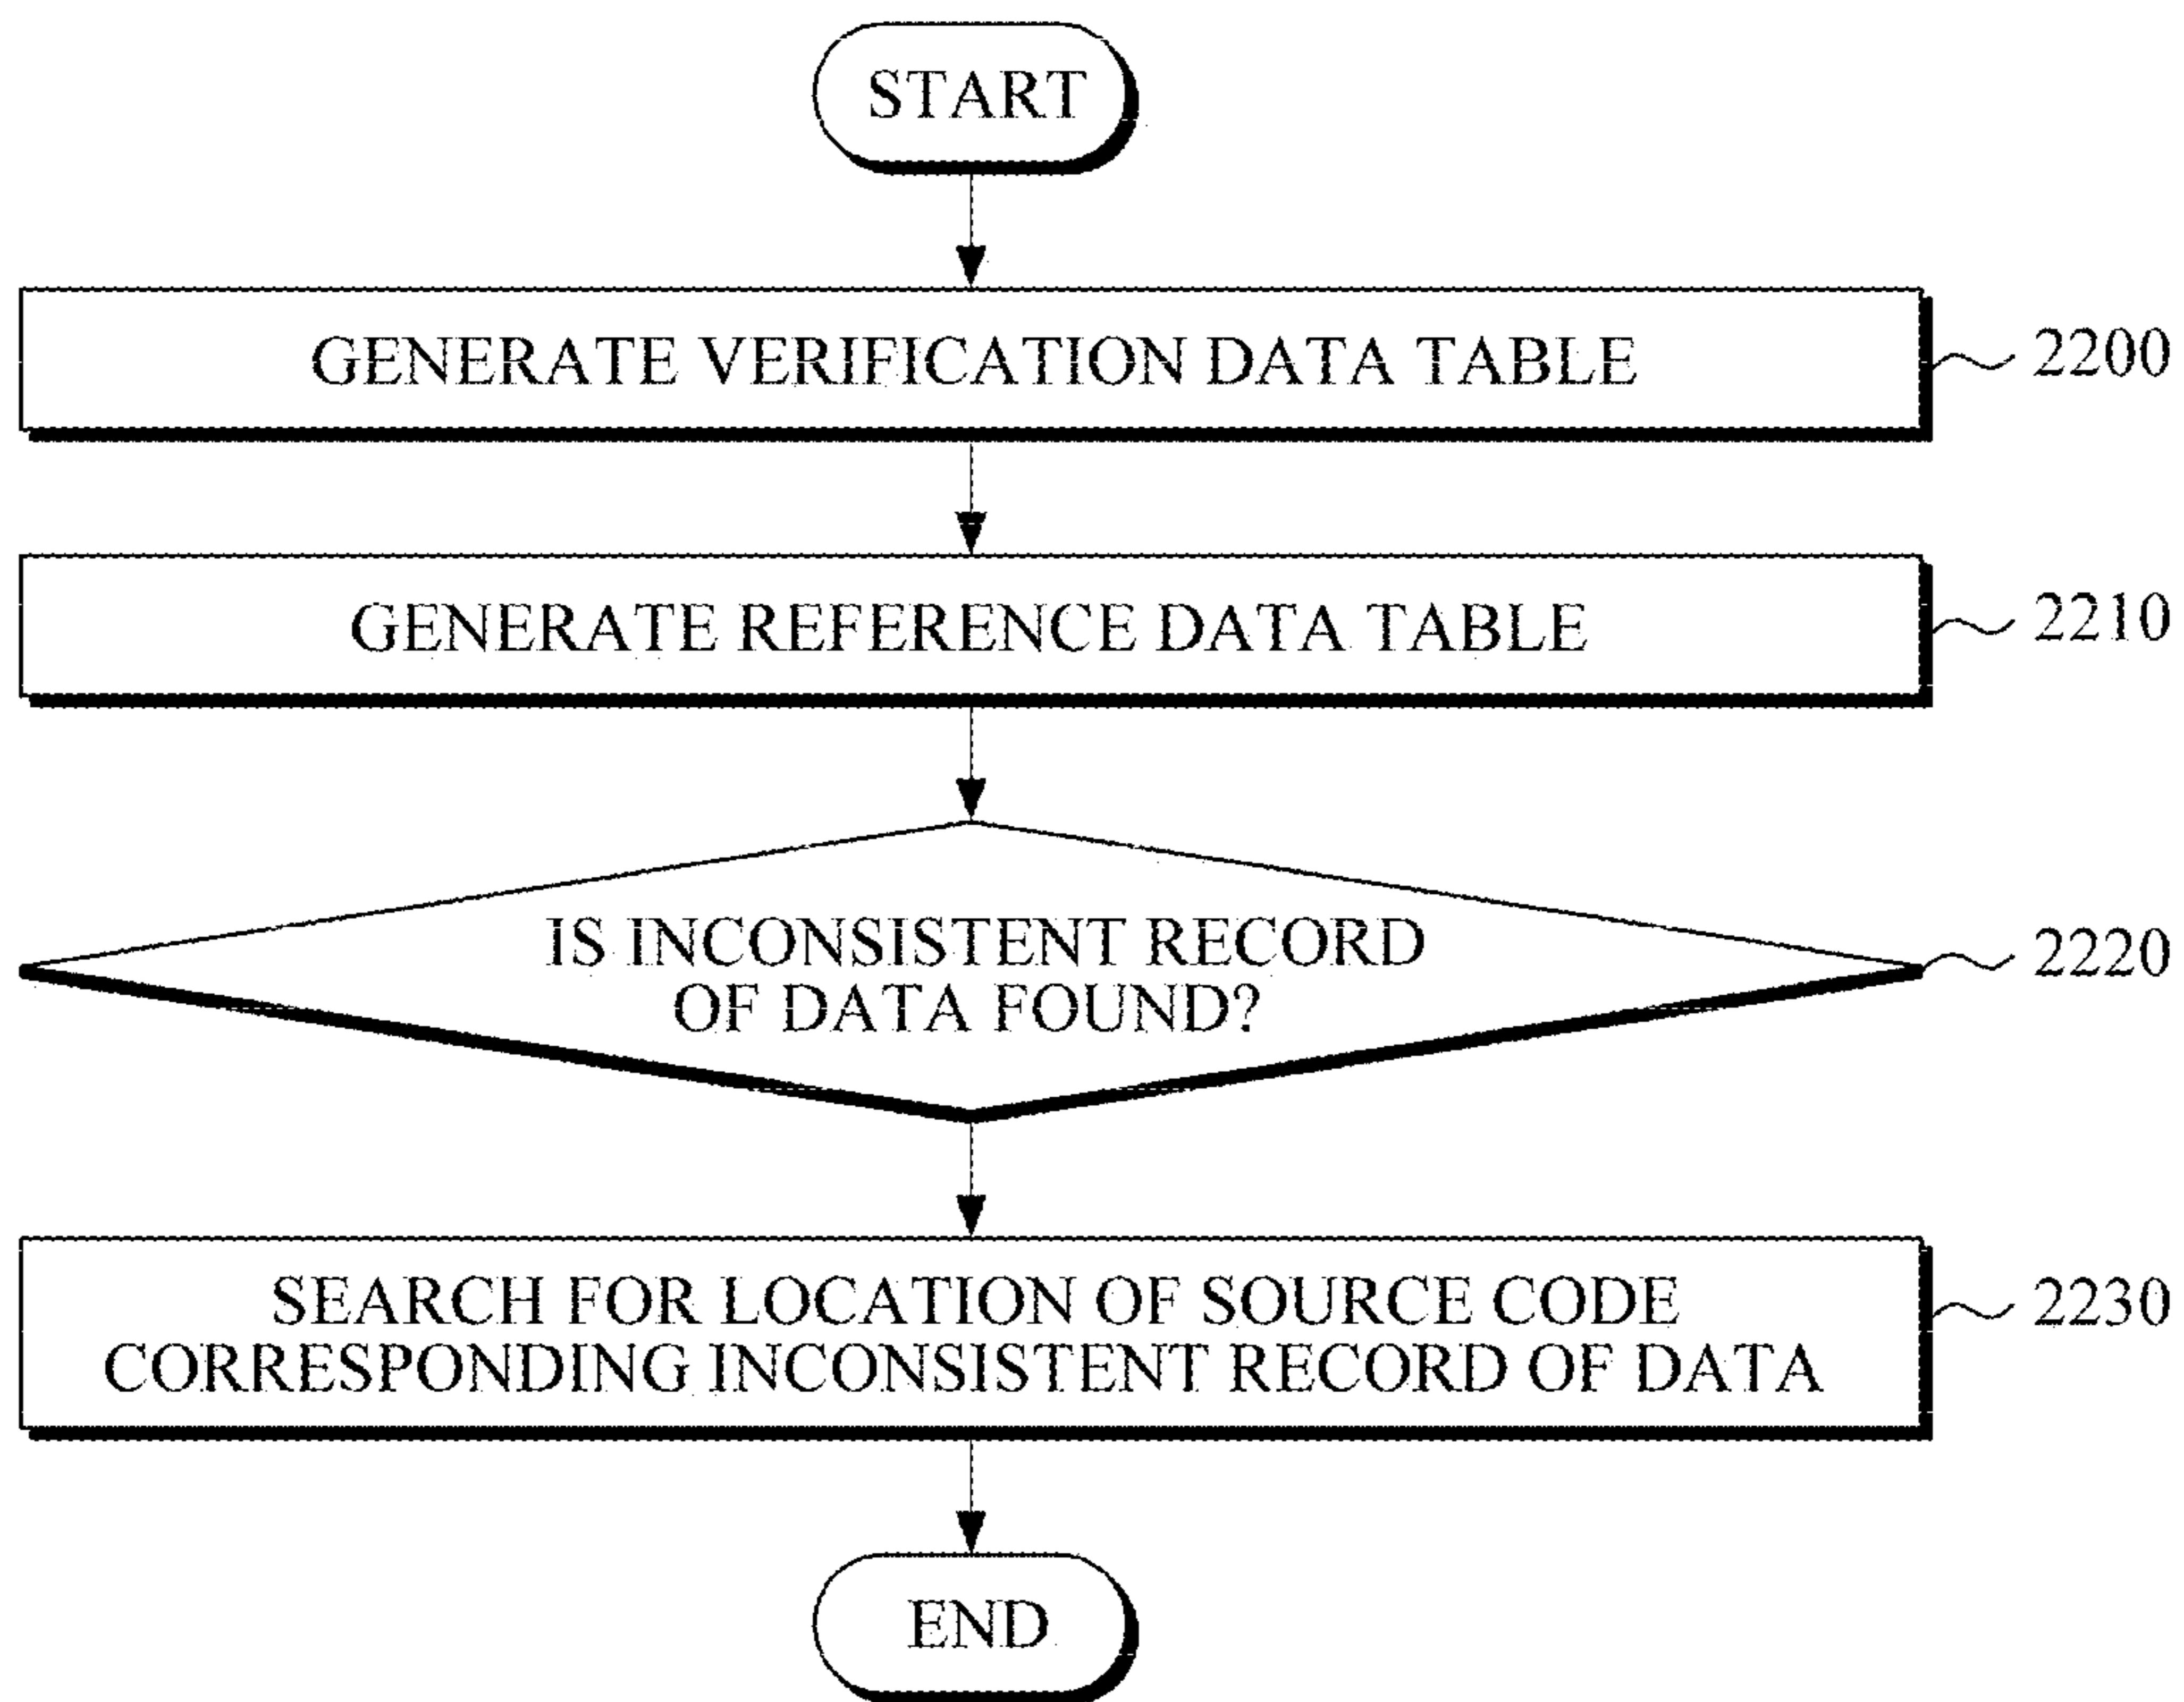 START
GENERATE VERIFICATION DATA TABLE
2200
GENERATE REFERENCE DATA TABLE
2210
IS INCONSISTENT RECORD
OF DATA FOUND?
2220
SEARCH FOR LOCATION OF SOURCE CODE
CORRESPONDING INCONSISTENT RECORD OF DATA
2230
END